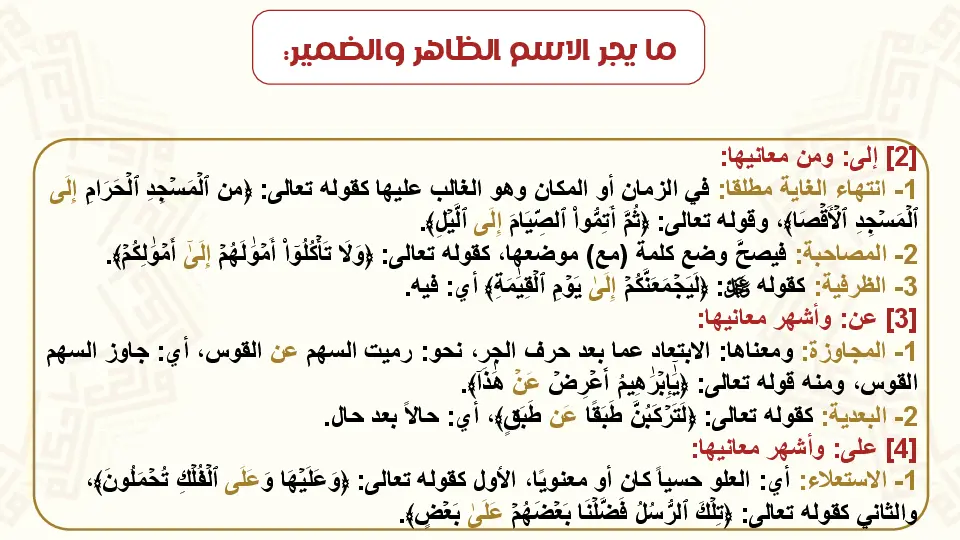 ما يجر الاسم الظاهر والضمير:
[2] إلى: ومن معانيها:
1- انتهاء الغاية مطلقا: في الزمان أو المكان وهو الغالب عليها كقوله تعالى: ﴿من ٱلۡمَسۡجِدِ ٱلۡحَرَامِ إِلَى
ٱلۡمَسۡجِدِ ٱلۡأَقۡصَا﴾، وقوله تعالى: ﴿ثُمَّ أَتِمُّواْ ٱلصِّيَامَ إِلَى ٱلَّيۡلِ﴾.
2- المصاحبة: فيصحَّ وضع كلمة (مع) موضعها، كقوله تعالى: ﴿وَلَا تَأۡكُلُوٓاْ أَمۡوَٰلَهُمۡ إِلَىٰٓ أَمۡوَٰلِكُمۡ﴾.
3- الظرفية: كقوله ﷻ: ﴿لَيَجۡمَعَنَّكُمۡ إِلَىٰ يَوۡمِ ٱلۡقِيَٰمَةِ﴾ أي: فيه.
[3] عن: وأشهر معانيها:
1- المجاوزة: ومعناها: الابتعاد عما بعد حرف الجر، نحو: رميت السهم عن القوس، أي: جاوز السهم
القوس، ومنه قوله تعالى: ﴿يَٰٓإِبۡرَٰهِيمُ أَعۡرِضۡ عَنۡ هَٰذَآ﴾.
2- البعدية: كقوله تعالى: ﴿لَتَرۡكَبُنَّ طَبَقًا عَن طَبَقٖ﴾، أي: حالاً بعد حال.
[4] على: وأشهر معانيها:
1- الاستعلاء: أي: العلو حسياً كان أو معنويًا، الأول كقوله تعالى: ﴿وَعَلَيۡهَا وَعَلَى ٱلۡفُلۡكِ تُحۡمَلُونَ﴾،
والثاني كقوله تعالى: ﴿تِلۡكَ ٱلرُّسُلُ فَضَّلۡنَا بَعۡضَهُمۡ عَلَىٰ بَعۡضٖ﴾.